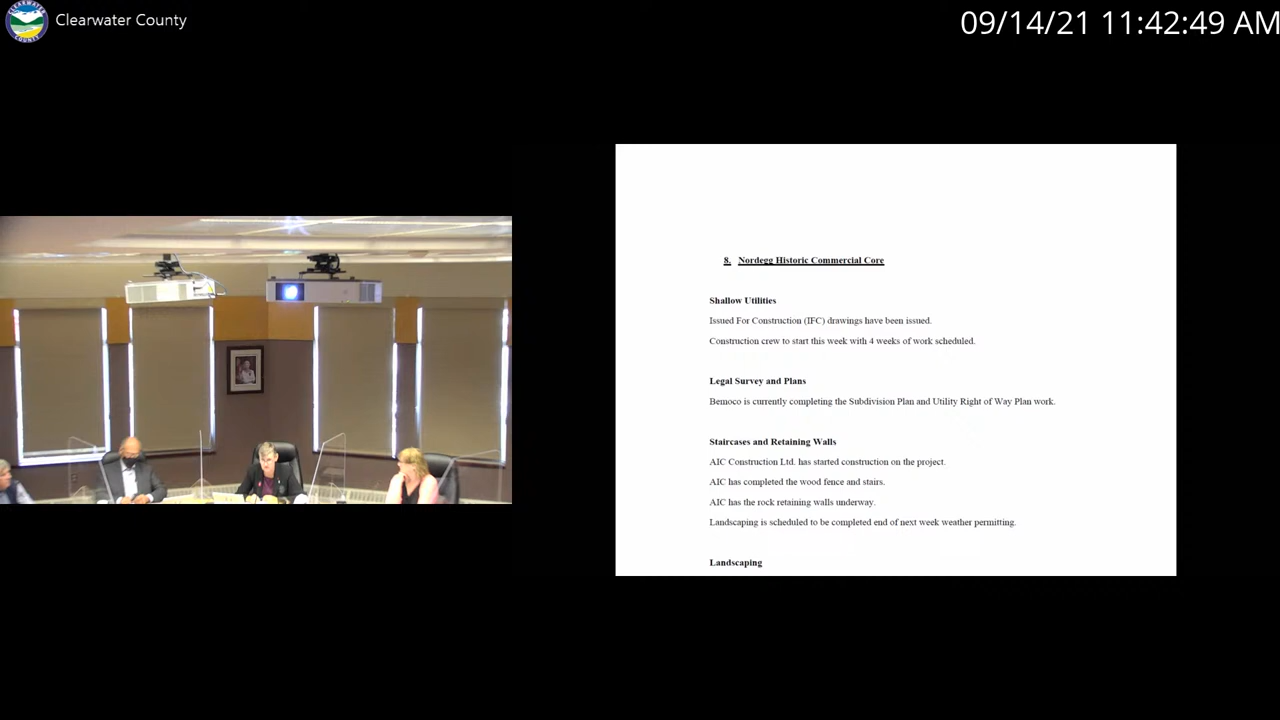 Clearwater County
09/14/21 11:42:49 AM
8. Nordegg Historic Commercial Core
Shallow Utilities
Issued For Construction (IFC) drawings have been issued.
Construction crew to start this week with 4 weeks of work scheduled.
Legal Survey and Plans
Bemoco is currently completing the Subdivision Plan and Utility Right of Way Plan work.
Staircases and Retaining Walls
AIC Construction Ltd. has started construction on the project.
AIC has completed the wood fence and stairs.
AIC has the rock retaining walls underway.
Landscaping is scheduled to be completed end of next week weather permitting.
Landscaping